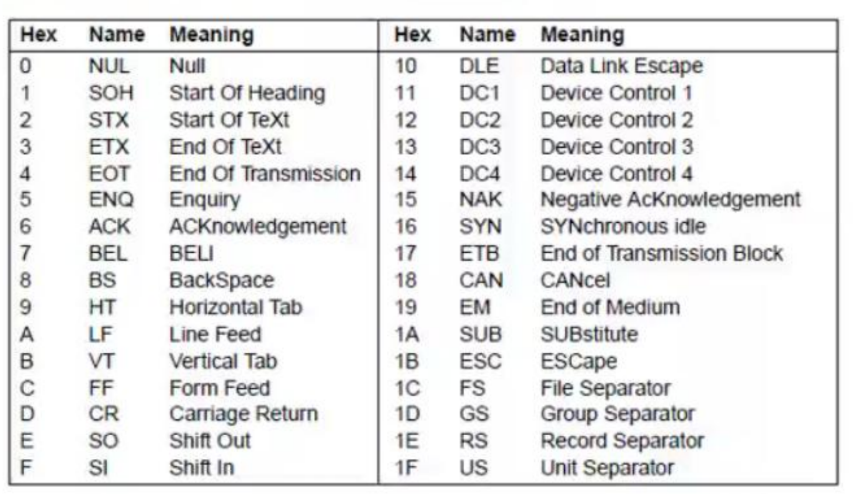 Hex Name Meaning Hex Name Meaning
0 NUL Null 10 DLE Data Link Escape
1 SOH Start Of Heading 11 DC1 Device Control 1
2 STX Start Of TeXt 12 DC2 Device Control 2
3 ETX End Of TeXt 13 DC3 Device Control 3
4 EOT End Of Transmission 14 DC4 Device Control 4
5 ENQ Enquiry 15 NAK Negative AcKnowledgement
6 ACK ACKnowledgement 16 SYN SYNchronous idle
7 BEL BELl 17 ETB End of Transmission Block
8 BS BackSpace 18 CAN CANcel
9 HT Horizontal Tab 19 EM End of Medium
A LF Line Feed 1A SUB SUBstitute
B VT Vertical Tab 1B ESC ESCape
C FF Form Feed 1C FS File Separator
D CR Carriage Return 1D GS Group Separator
E SO Shift Out 1E RS Record Separator
F SI Shift In 1F US Unit Separator